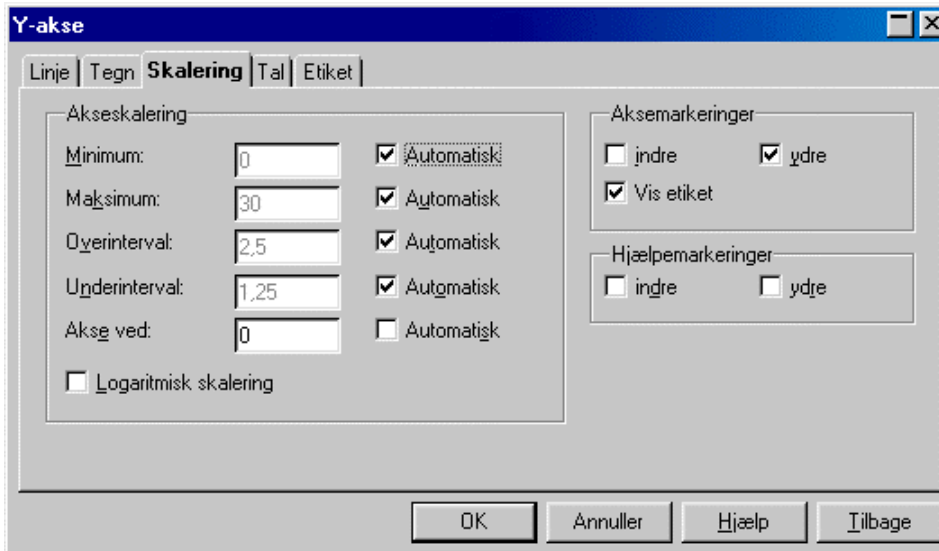 Y-akse
Linje Tegn Skalering Tal Etiket
Akseskalering
Minimum: 0 Automatisk
Maksimum: 30 Automatisk
Overinterval: 2,5 Automatisk
Underinterval: 1,25 Automatisk
Akse ved: 0 Automatisk
Logaritmisk skalering
Aksemarkeringer
indre ydre
Vis etiket
Hjælpemarkeringer
indre ydre
OK Annuller Hjælp Tilbage